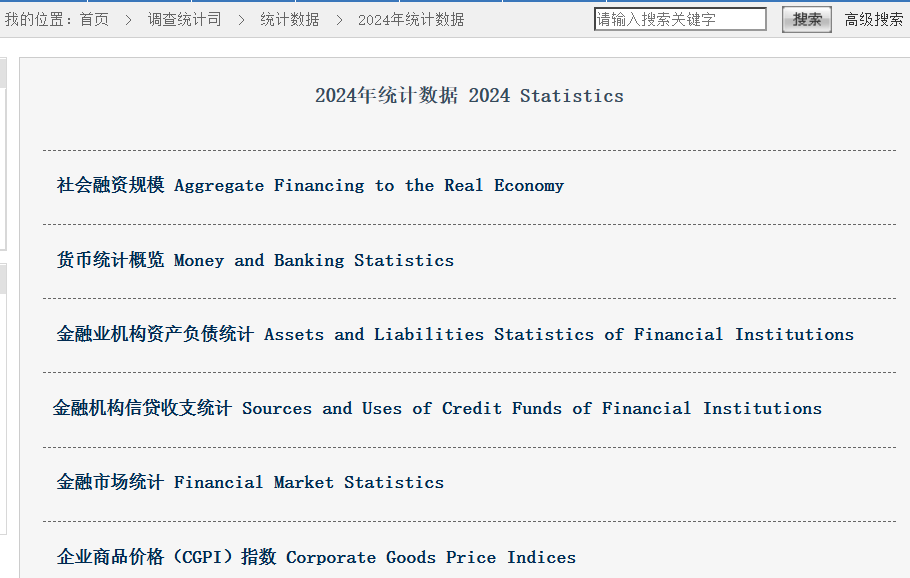 我的位置：首页 > 调查统计司 > 统计数据 > 2024年统计数据 请输入搜索关键字 搜索 高级搜索
2024年统计数据 2024 Statistics
社会融资规模 Aggregate Financing to the Real Economy
货币统计概览 Money and Banking Statistics
金融业机构资产负债统计 Assets and Liabilities Statistics of Financial Institutions
金融机构信贷收支统计 Sources and Uses of Credit Funds of Financial Institutions
金融市场统计 Financial Market Statistics
企业商品价格（CGPI）指数 Corporate Goods Price Indices